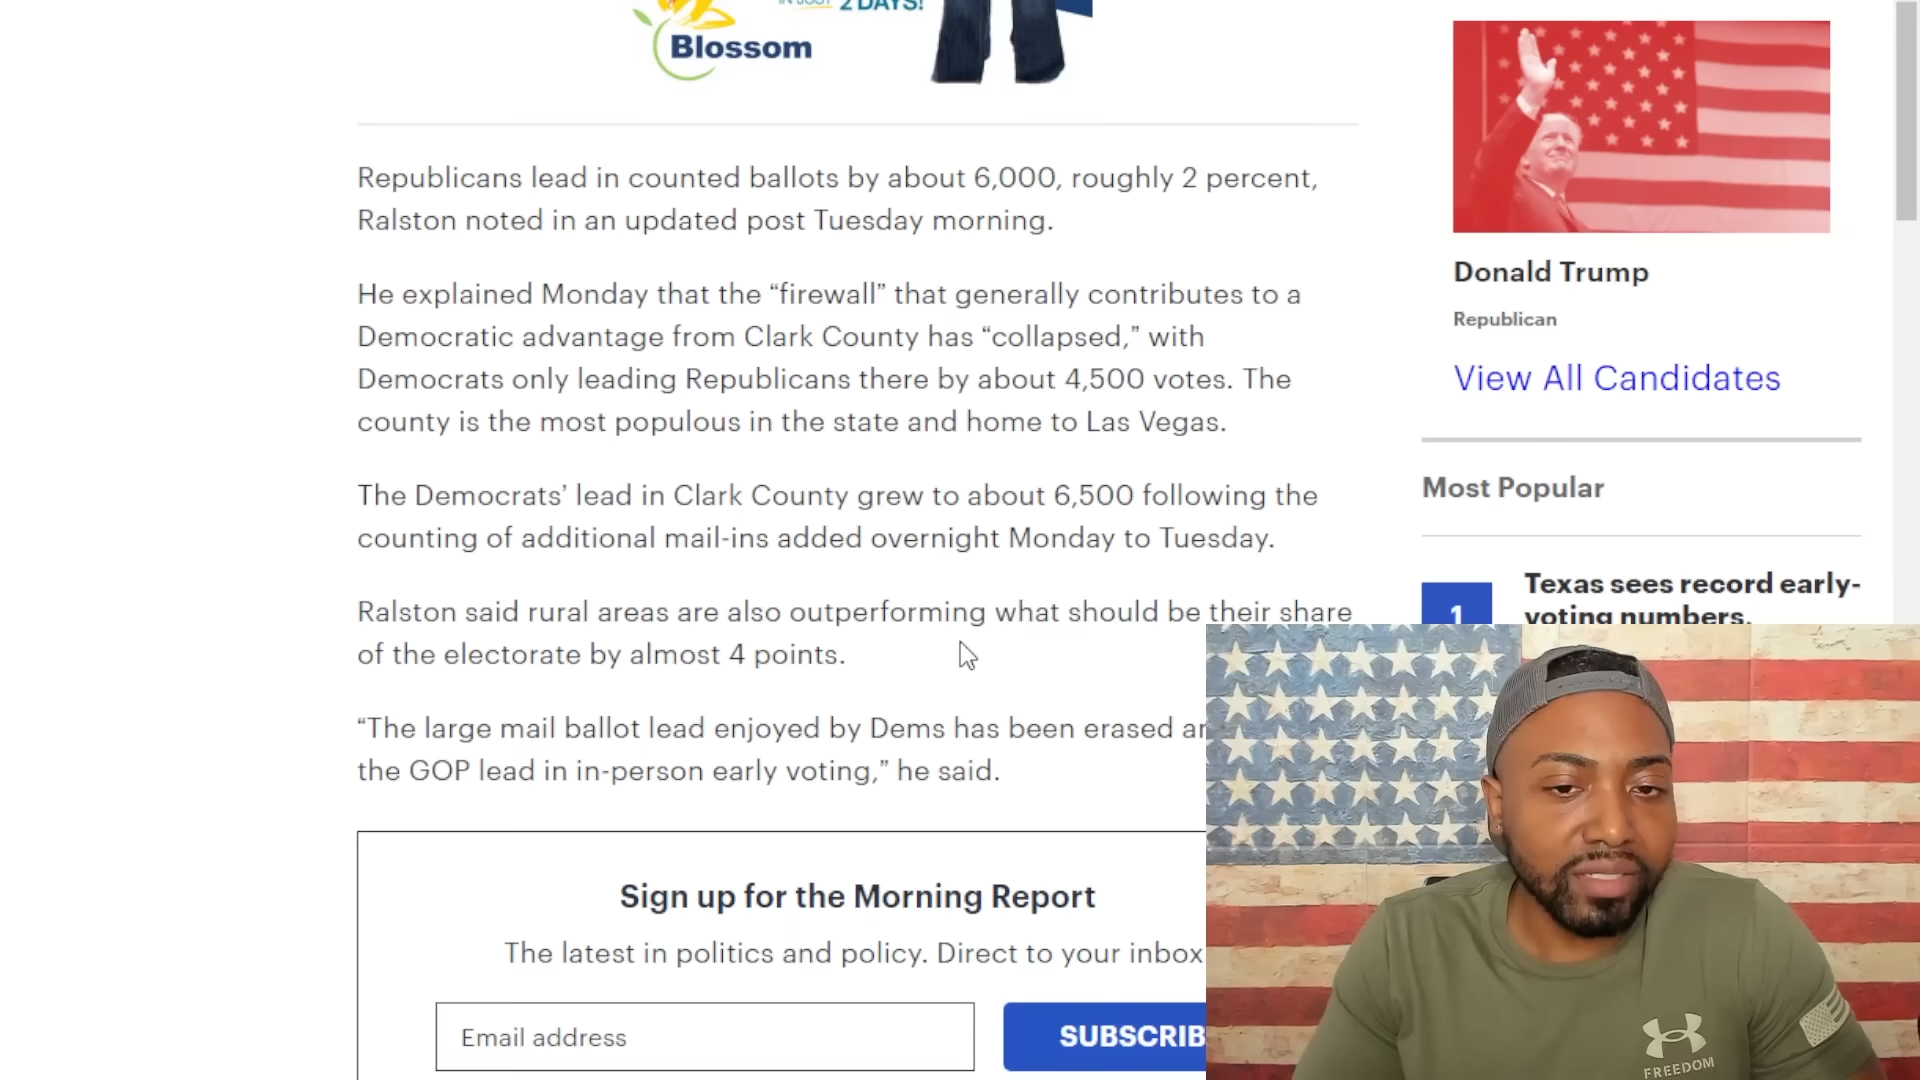 IN JUST 2 DAYS!
Blossom
Republicans lead in counted ballots by about 6,000, roughly 2 percent,
Ralston noted in an updated post Tuesday morning.
He explained Monday that the “firewall” that generally contributes to a
Democratic advantage from Clark County has “collapsed,” with
Democrats only leading Republicans there by about 4,500 votes. The
county is the most populous in the state and home to Las Vegas.
The Democrats’ lead in Clark County grew to about 6,500 following the
counting of additional mail-ins added overnight Monday to Tuesday.
Ralston said rural areas are also outperforming what should be their share
of the electorate by almost 4 points.
“The large mail ballot lead enjoyed by Dems has been erased
the GOP lead in in-person early voting,” he said.
Sign up for the Morning Report
The latest in politics and policy. Direct to your inbox
Email address
SUBSCRIB
Donald Trump
Republican
View All Candidates
Most Popular
1
Texas sees record early-
voting numbers.
FREEDOM